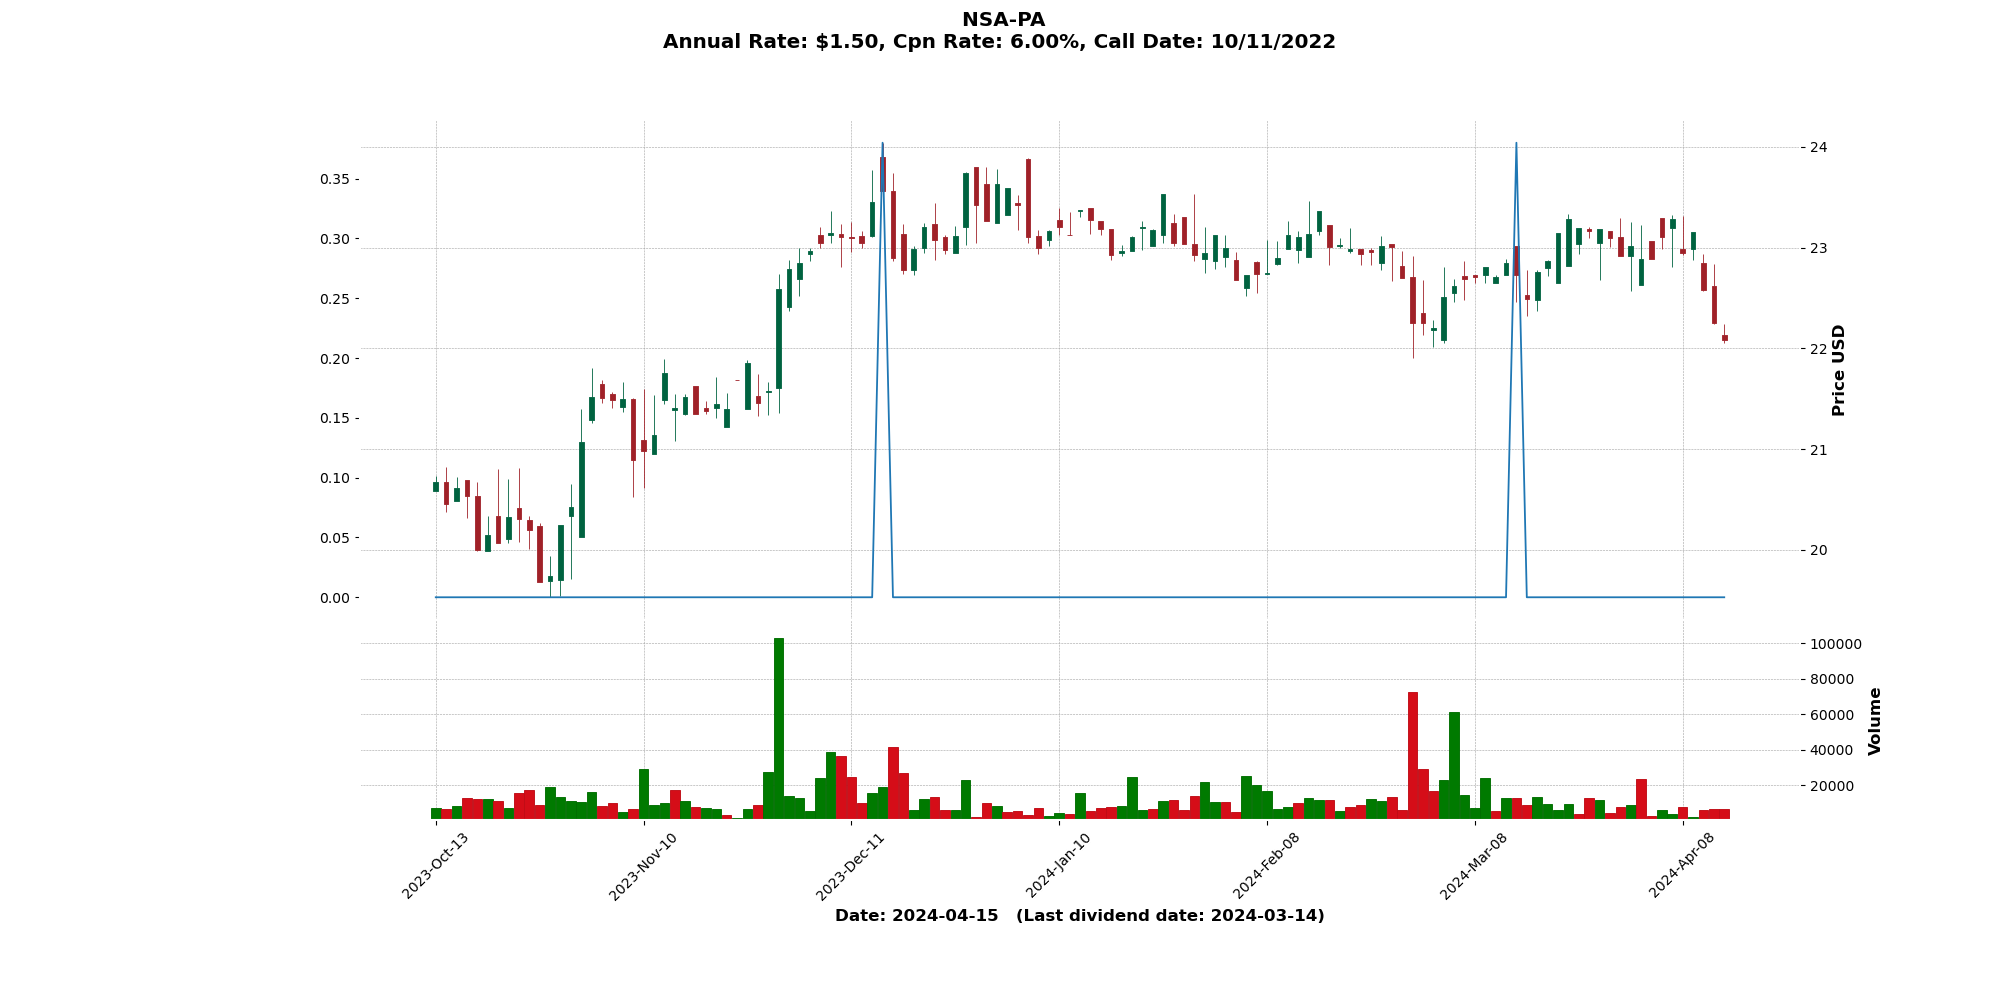 NSA-PA
Annual Rate: $1.50, Cpn Rate: 6.00%, Call Date: 10/11/2022
0.35
0.30
0.25
0.20
0.15
0.10
0.05
0.00
24
23
22
21
20
Price USD
100000
80000
60000
40000
20000
Volume
2023-Oct-13
2023-Nov-10
2023-Dec-11
2024-Jan-10
2024-Feb-08
2024-Mar-08
2024-Apr-08
Date: 2024-04-15 (Last dividend date: 2024-03-14)